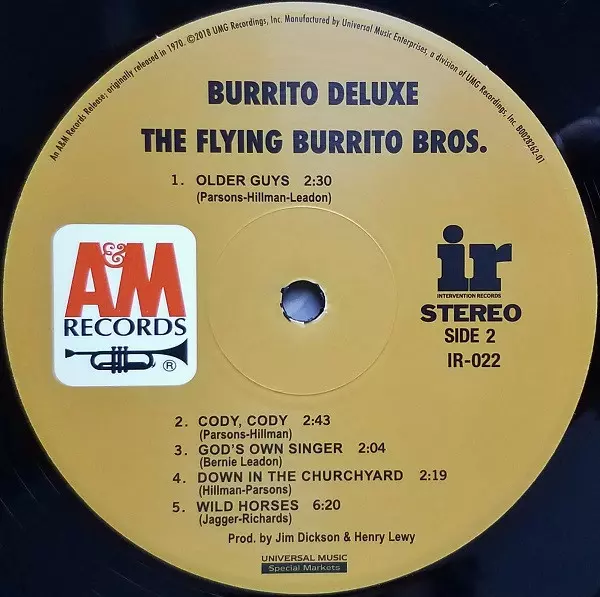 An A&M Records Release; originally released in 1970. ©2018 UMG Recordings, Inc. Manufactured by Universal Music Enterprises, a division of UMG Recordings, Inc. B0028262-01
BURRITO DELUXE
THE FLYING BURRITO BROS.
1. OLDER GUYS 2:30
(Parsons-Hillman-Leadon)
A&M
RECORDS
®
ir
INTERVENTION RECORDS
STEREO
SIDE 2
IR-022
2. CODY, CODY 2:43
(Parsons-Hillman)
3. GOD'S OWN SINGER 2:04
(Bernie Leadon)
4. DOWN IN THE CHURCHYARD 2:19
(Hillman-Parsons)
5. WILD HORSES 6:20
(Jagger-Richards)
Prod. by Jim Dickson & Henry Lewy
UNIVERSAL MUSIC
Special Markets